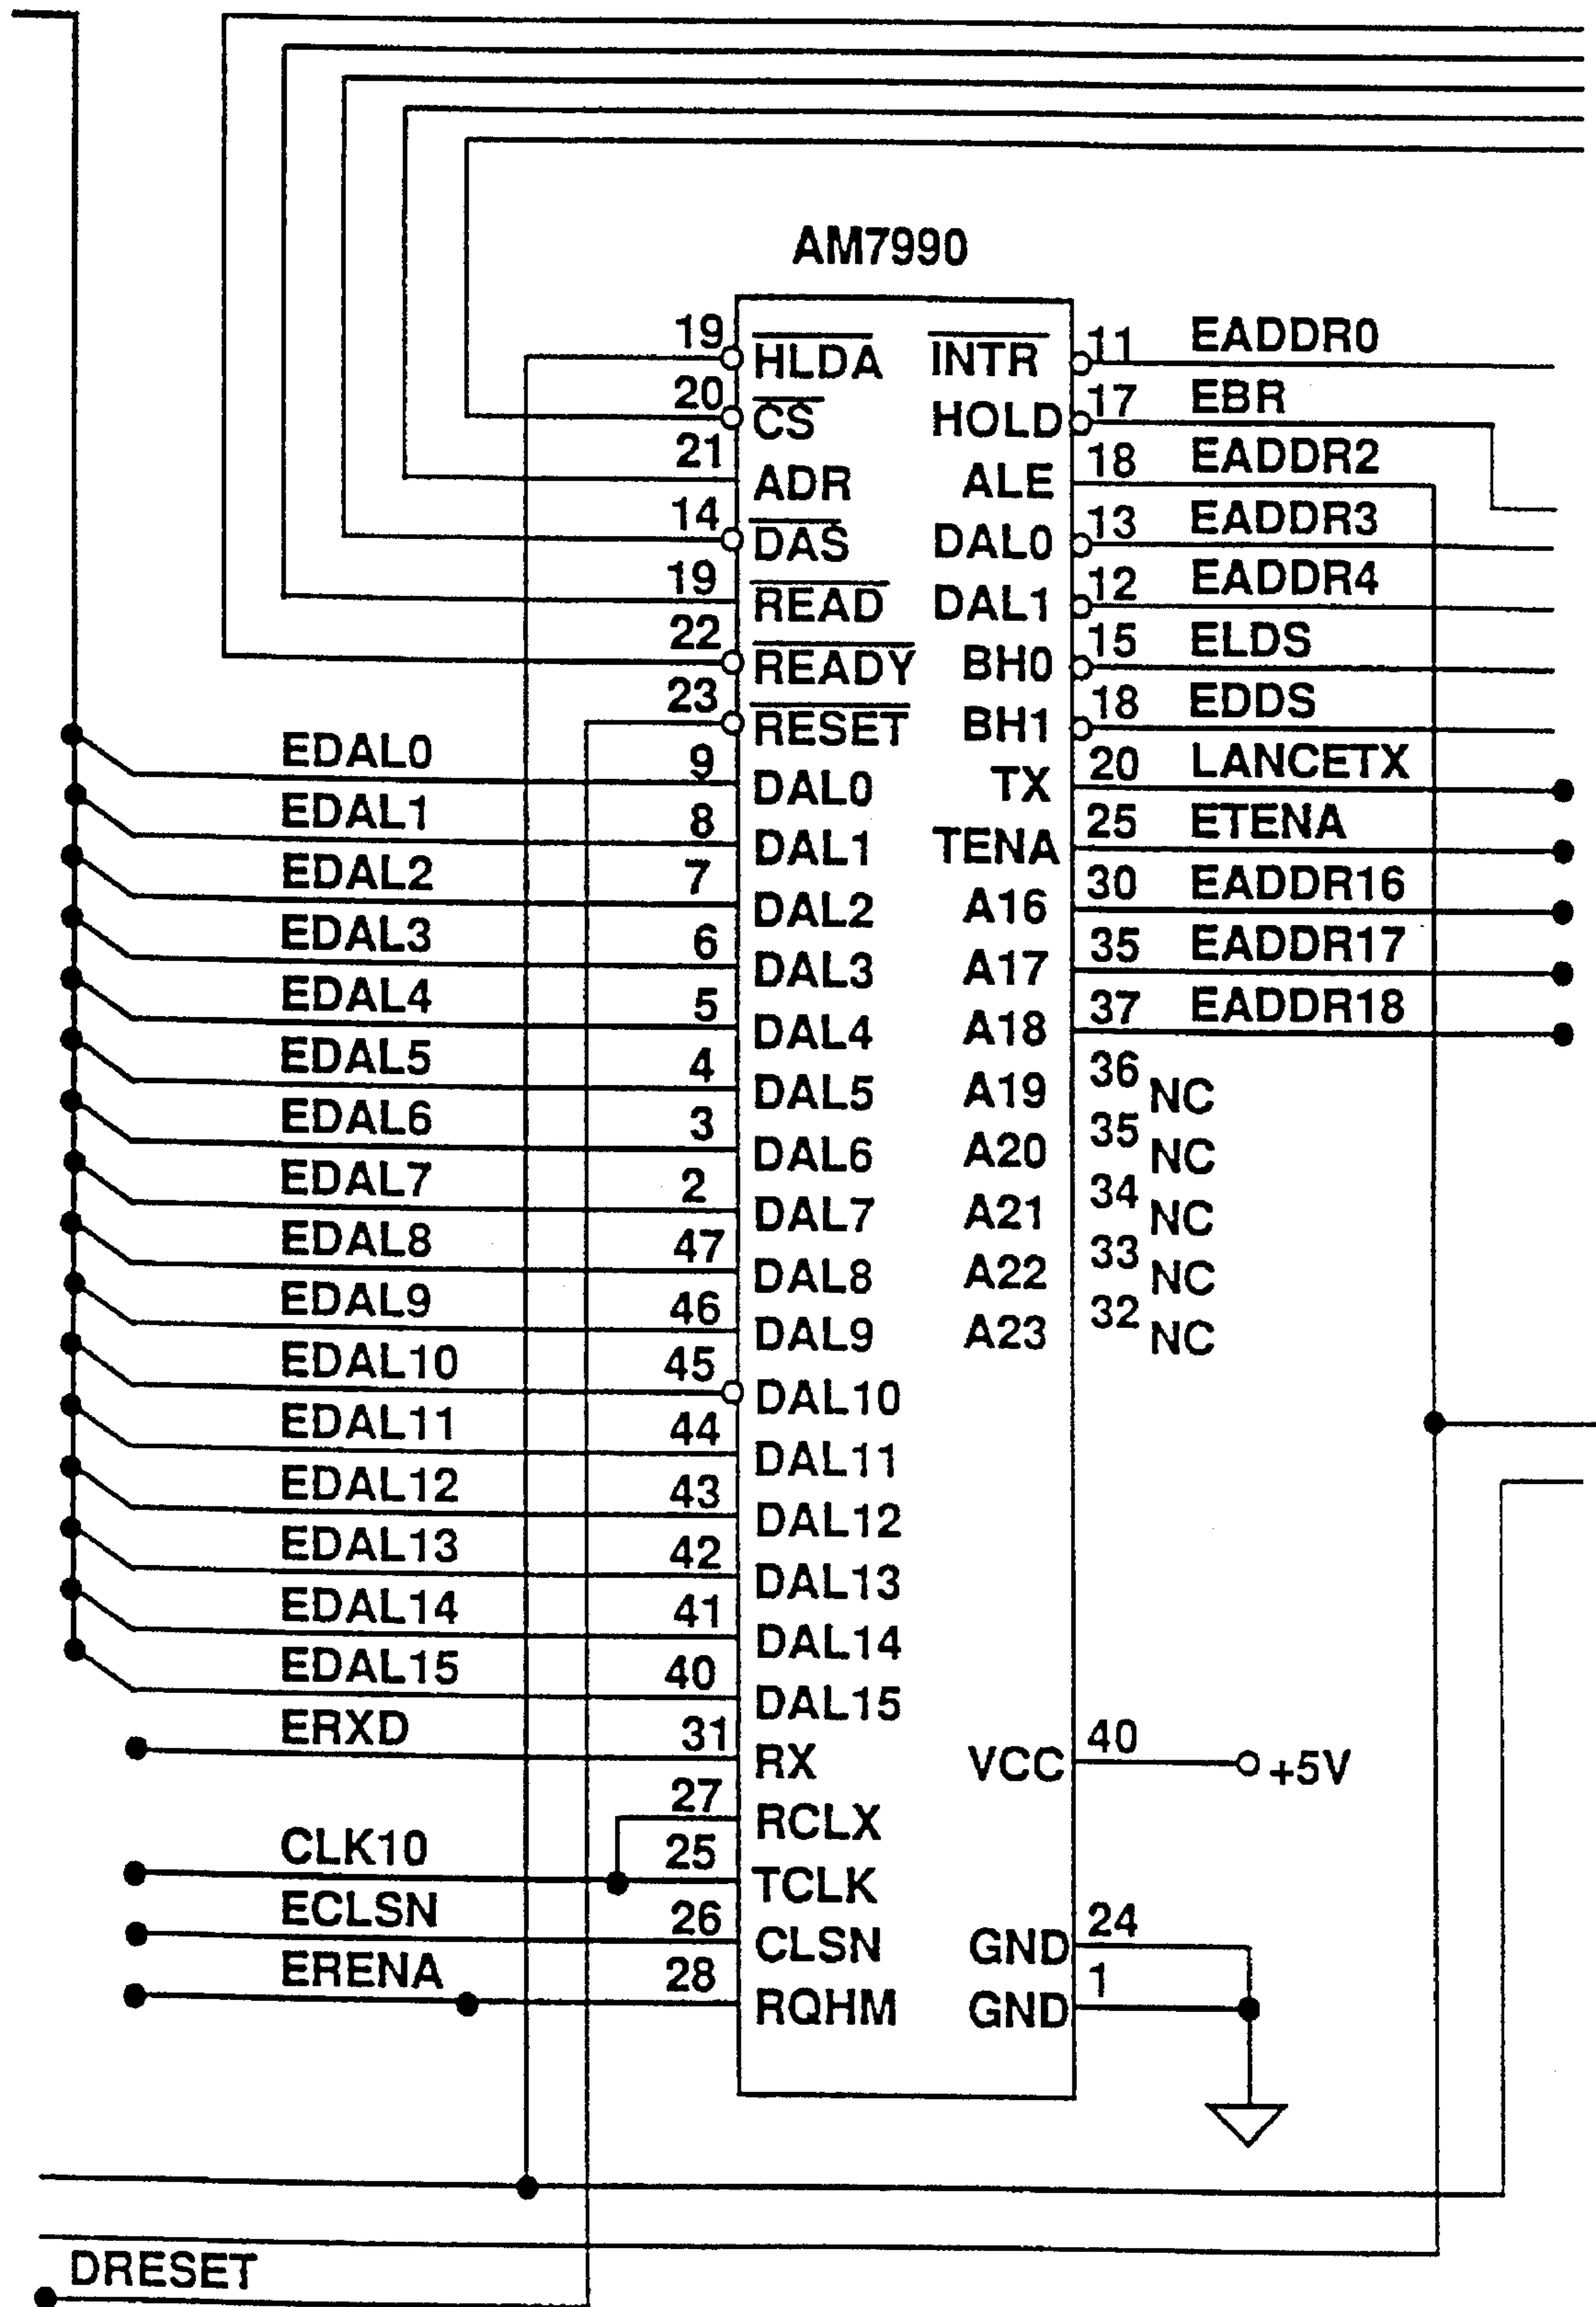 AM7990
19 HLDA INTR 11 EADDR0
20 CS HOLD 17 EBR
21 ADR ALE 18 EADDR2
14 DAS DAL0 13 EADDR3
19 READ DAL1 12 EADDR4
22 READY BH0 15 ELDS
23 RESET BH1 18 EDDS
EDAL0 9 DAL0 TX 20 LANCETX
EDAL1 8 DAL1 TENA 25 ETENA
EDAL2 7 DAL2 A16 30 EADDR16
EDAL3 6 DAL3 A17 35 EADDR17
EDAL4 5 DAL4 A18 37 EADDR18
EDAL5 4 DAL5 A19 36 NC
EDAL6 3 DAL6 A20 35 NC
EDAL7 2 DAL7 A21 34 NC
EDAL8 47 DAL8 A22 33 NC
EDAL9 46 DAL9 A23 32 NC
EDAL10 45 DAL10
EDAL11 44 DAL11
EDAL12 43 DAL12
EDAL13 42 DAL13
EDAL14 41 DAL14
EDAL15 40 DAL15
ERXD 31 RX VCC 40 +5V
27 RCLX
CLK10 25 TCLK
ECLSN 26 CLSN GND 24
ERENA 28 RQHM GND 1
DRESET